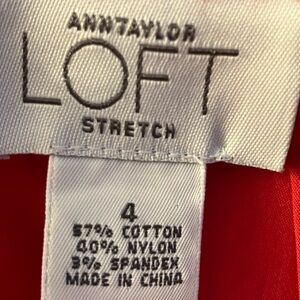 ANNTAYLOR
LOFT
STRETCH
4
57% COTTON
40% NYLON
3% SPANDEX
MADE IN CHINA